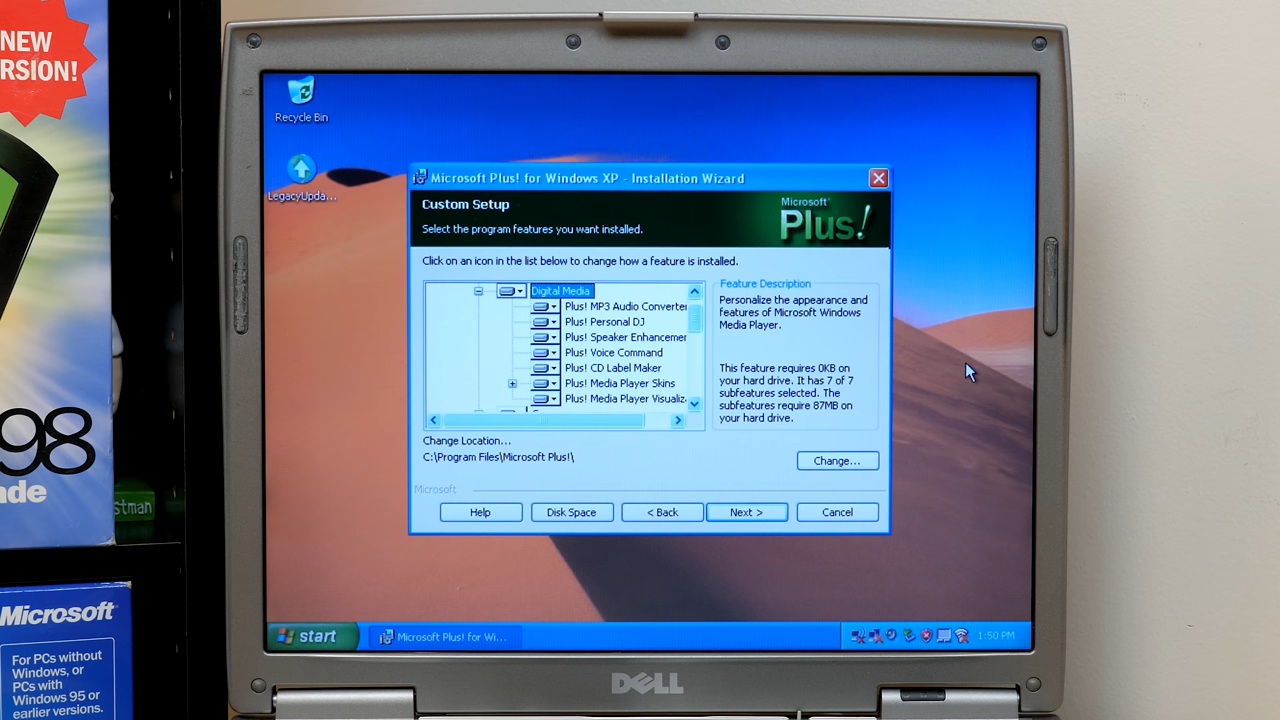 NEW
RSION!
98
de
stman
Microsoft
For PCs without
Windows, or
PCs with
Windows 95 or
earlier versions.
Recycle Bin
LegacyUpda...
Microsoft Plus! for Windows XP - Installation Wizard
Custom Setup
Select the program features you want installed.
Microsoft
Plus!
Click on an icon in the list below to change how a feature is installed.
Digital Media
Plus! MP3 Audio Converter
Plus! Personal DJ
Plus! Speaker Enhancemer
Plus! Voice Command
Plus! CD Label Maker
Plus! Media Player Skins
Plus! Media Player Visualiz
Feature Description
Personalize the appearance and
features of Microsoft Windows
Media Player.
This feature requires 0KB on
your hard drive. It has 7 of 7
subfeatures selected. The
subfeatures require 87MB on
your hard drive.
Change Location...
C:\Program Files\Microsoft Plus!\
Change...
Microsoft
Help
Disk Space
< Back
Next >
Cancel
start
Microsoft Plus! for Wi...
1:50 PM
DELL